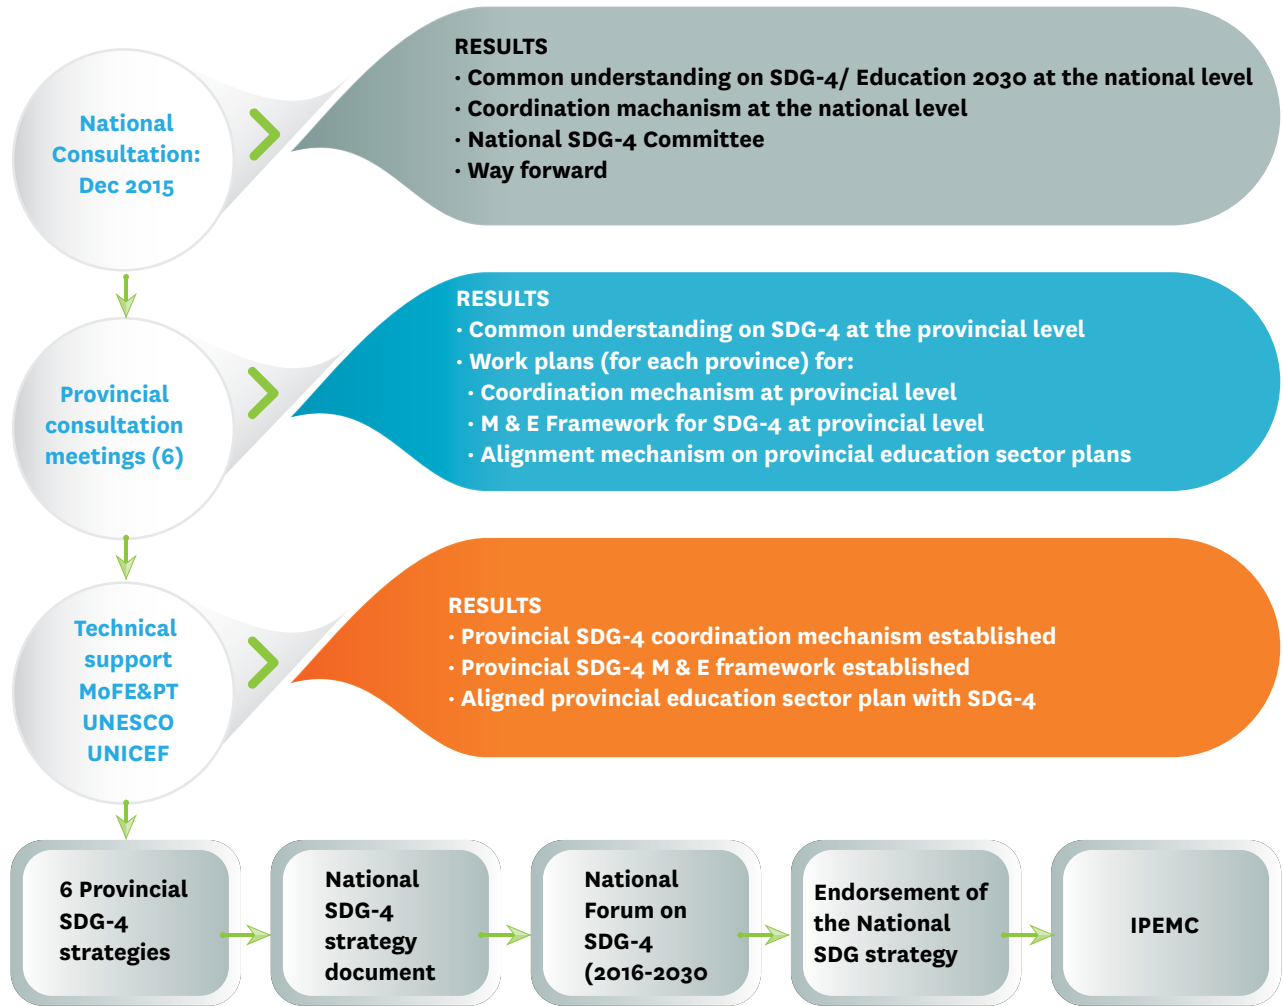 National
Consultation:
Dec 2015
RESULTS
· Common understanding on SDG-4/ Education 2030 at the national level
· Coordination machanism at the national level
· National SDG-4 Committee
· Way forward
Provincial
consultation
meetings (6)
RESULTS
· Common understanding on SDG-4 at the provincial level
· Work plans (for each province) for:
· Coordination mechanism at provincial level
· M & E Framework for SDG-4 at provincial level
· Alignment mechanism on provincial education sector plans
Technical
support
MoFE&PT
UNESCO
UNICEF
RESULTS
· Provincial SDG-4 coordination mechanism established
· Provincial SDG-4 M & E framework established
· Aligned provincial education sector plan with SDG-4
6 Provincial
SDG-4
strategies
National
SDG-4
strategy
document
National
Forum on
SDG-4
(2016-2030
Endorsement of
the National
SDG strategy
IPEMC